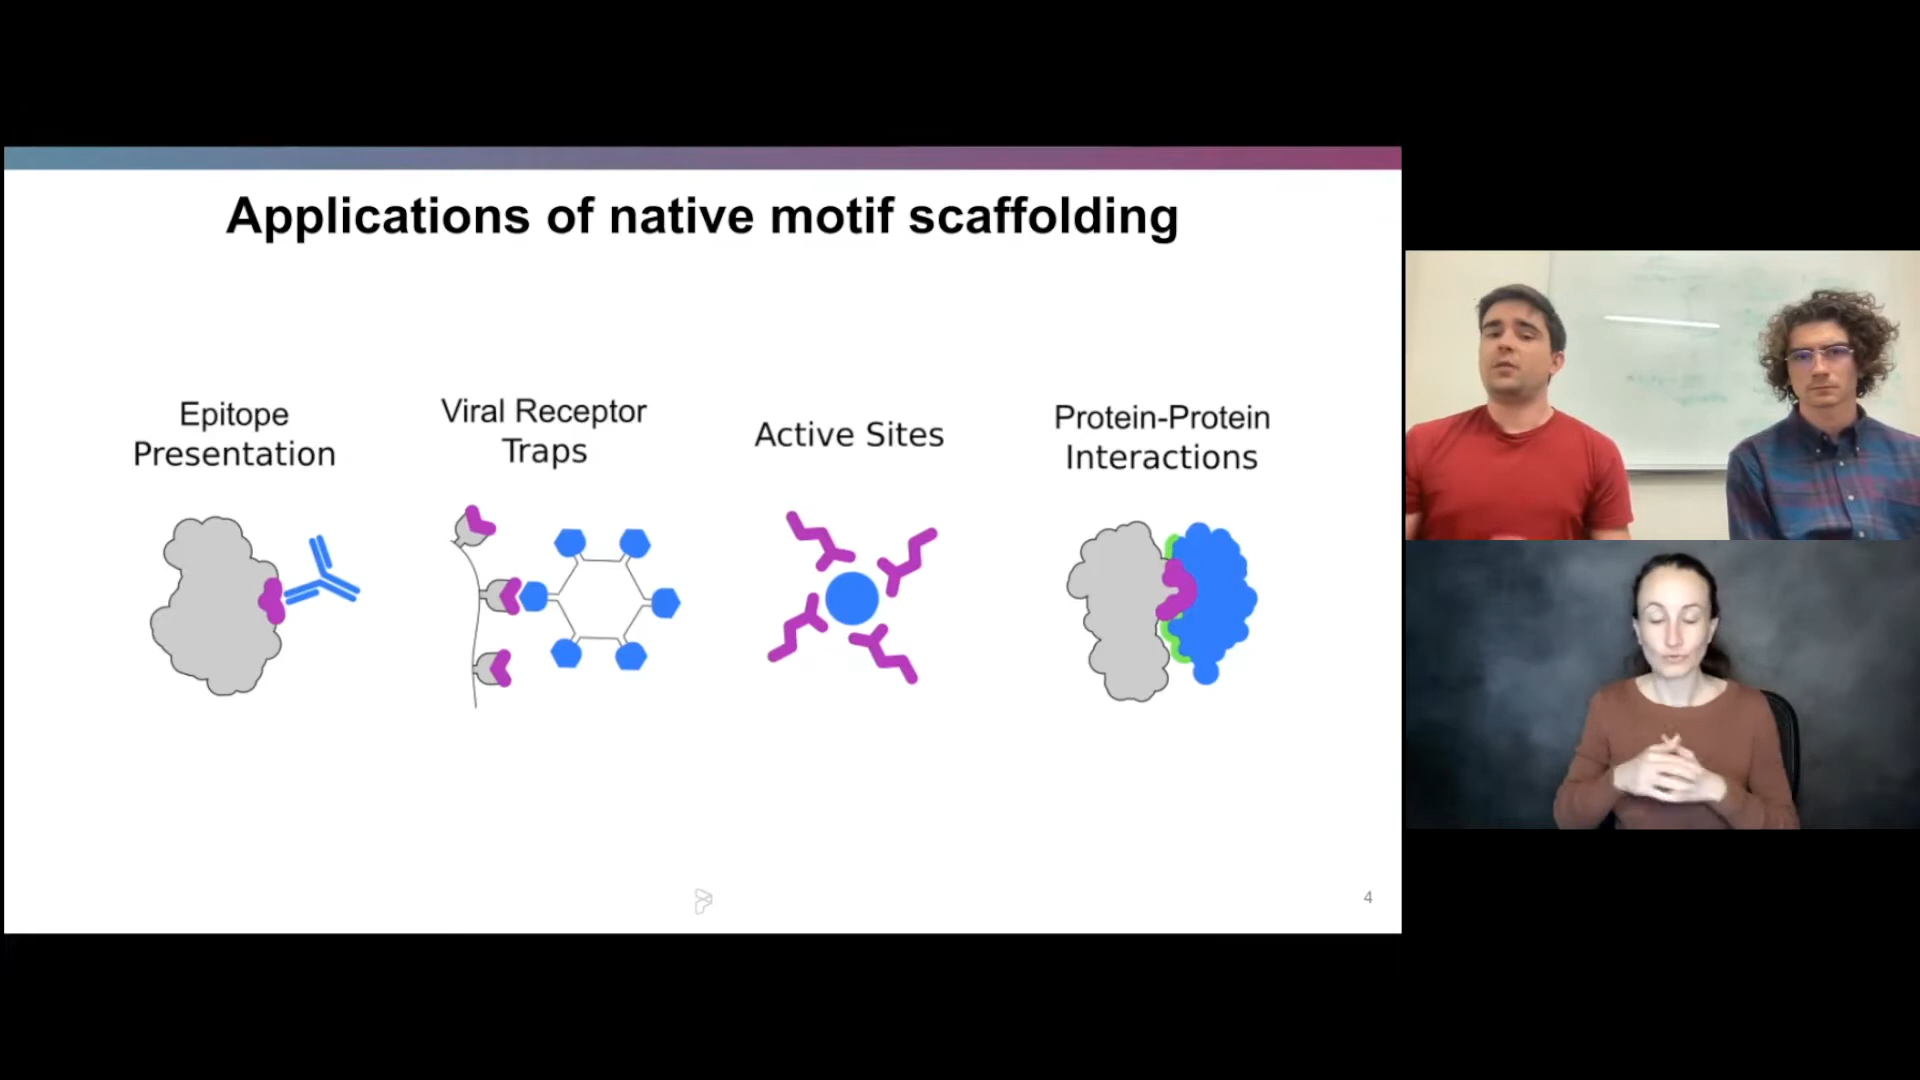 Applications of native motif scaffolding
Epitope
Presentation
Viral Receptor
Traps
Active Sites
Protein-Protein
Interactions
4